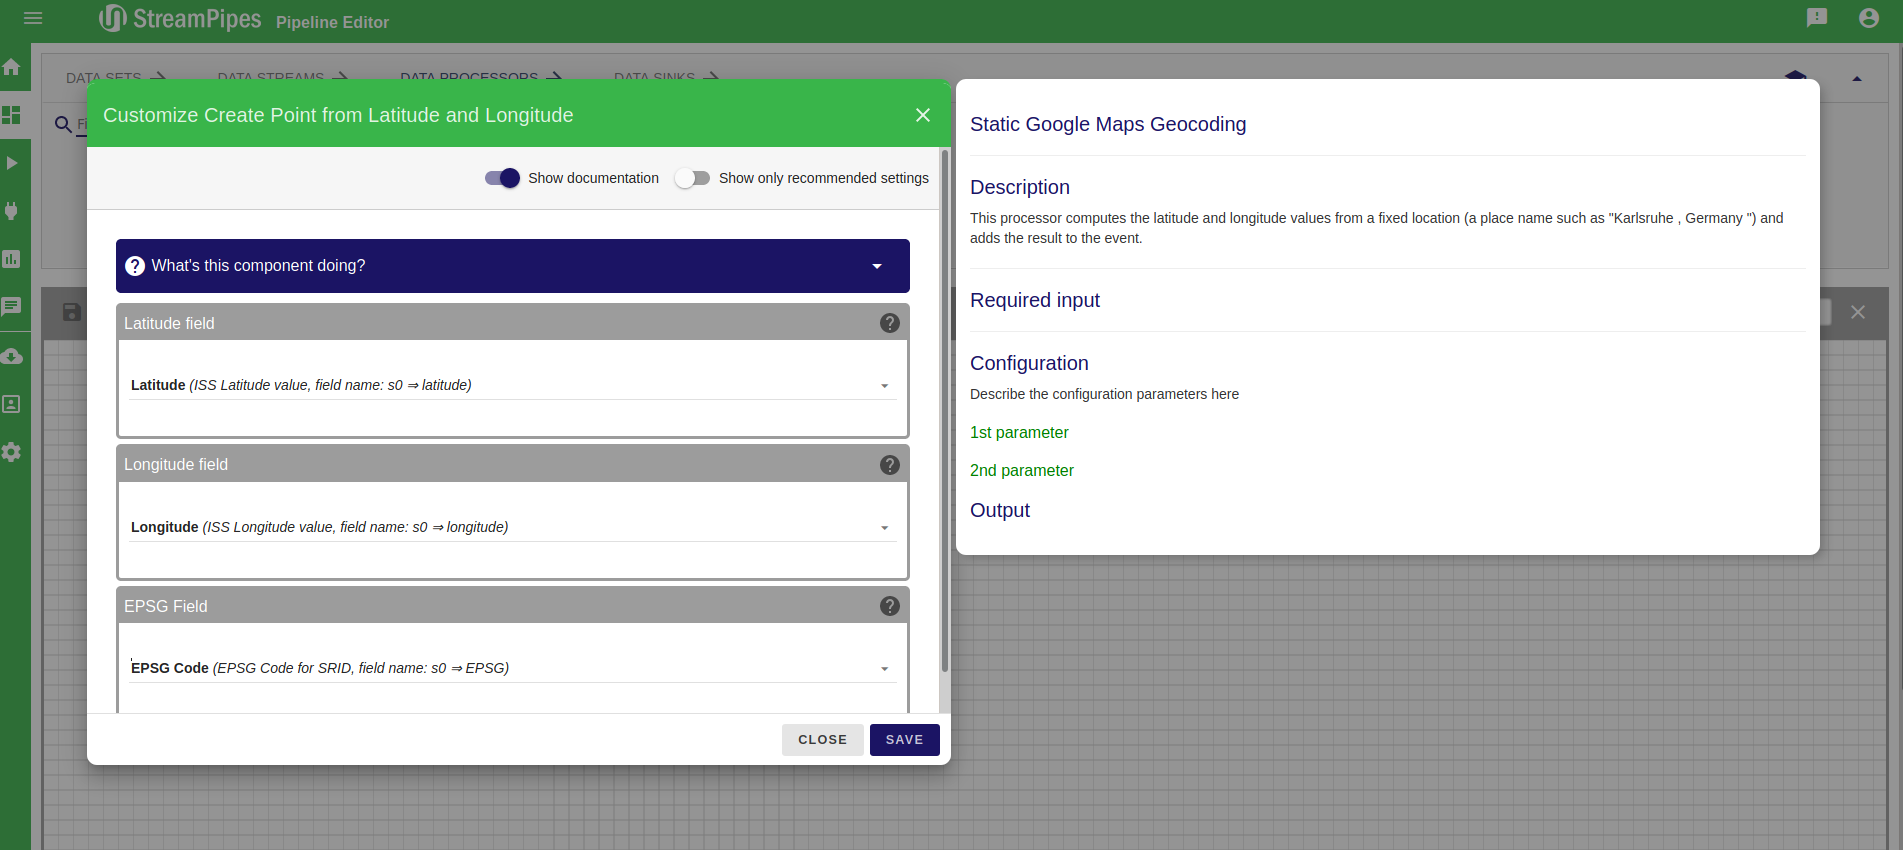 StreamPipes Pipeline Editor
DATA SETS DATA STREAMS DATA PROCESSORS DATA SINKS
Customize Create Point from Latitude and Longitude
Show documentation Show only recommended settings
What's this component doing?
Latitude field
Latitude (ISS Latitude value, field name: s0 ⇒ latitude)
Longitude field
Longitude (ISS Longitude value, field name: s0 ⇒ longitude)
EPSG Field
EPSG Code (EPSG Code for SRID, field name: s0 ⇒ EPSG)
CLOSE SAVE
Static Google Maps Geocoding
Description
This processor computes the latitude and longitude values from a fixed location (a place name such as "Karlsruhe , Germany ") and
adds the result to the event.
Required input
Configuration
Describe the configuration parameters here
1st parameter
2nd parameter
Output